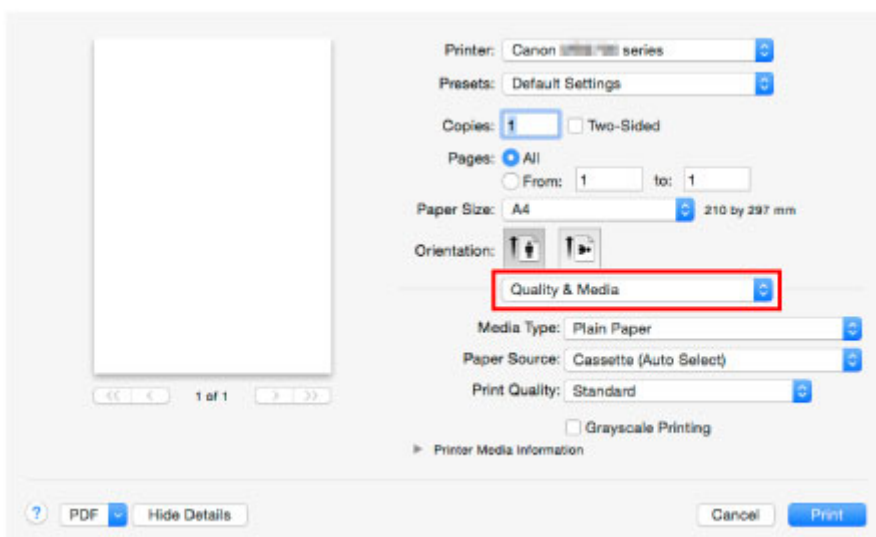 Printer: Canon series
Presets: Default Settings
Copies: 1 Two-Sided
Pages: All
From: 1 to: 1
Paper Size: A4 210 by 297 mm
Orientation:
Quality & Media
Media Type: Plain Paper
Paper Source: Cassette (Auto Select)
Print Quality: Standard
1 of 1
Grayscale Printing
Printer Media Information
? PDF Hide Details Cancel Print